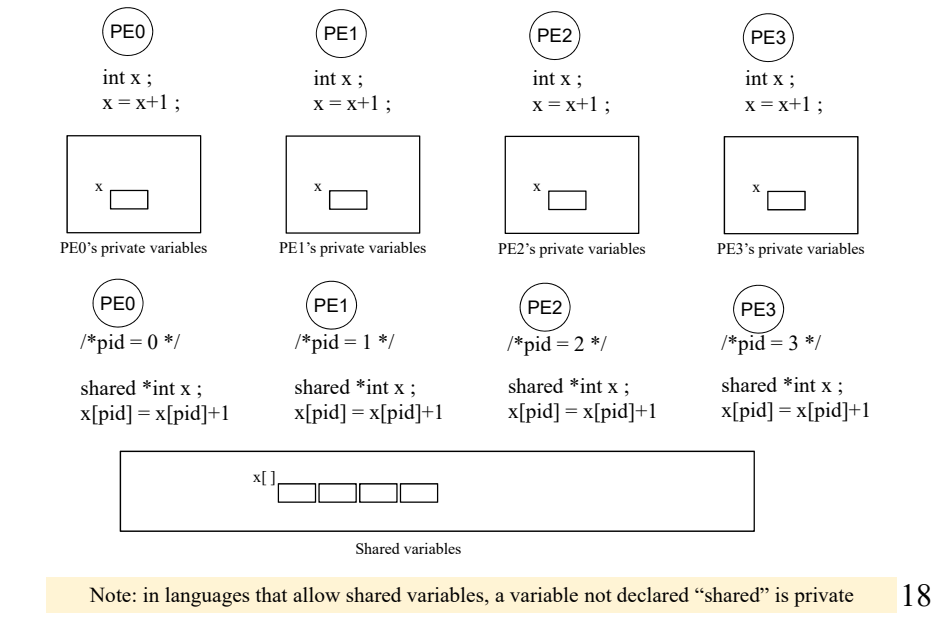 PE0 PE1 PE2 PE3
int x ; int x ; int x ; int x ;
x = x+1 ; x = x+1 ; x = x+1 ; x = x+1 ;
x x x x
PE0's private variables PE1's private variables PE2's private variables PE3's private variables
PE0 PE1 PE2 PE3
/*pid = 0 */ /*pid = 1 */ /*pid = 2 */ /*pid = 3 */
shared *int x ; shared *int x ; shared *int x ; shared *int x ;
x[pid] = x[pid]+1 x[pid] = x[pid]+1 x[pid] = x[pid]+1 x[pid] = x[pid]+1
x[ ]
Shared variables
Note: in languages that allow shared variables, a variable not declared “shared” is private 18